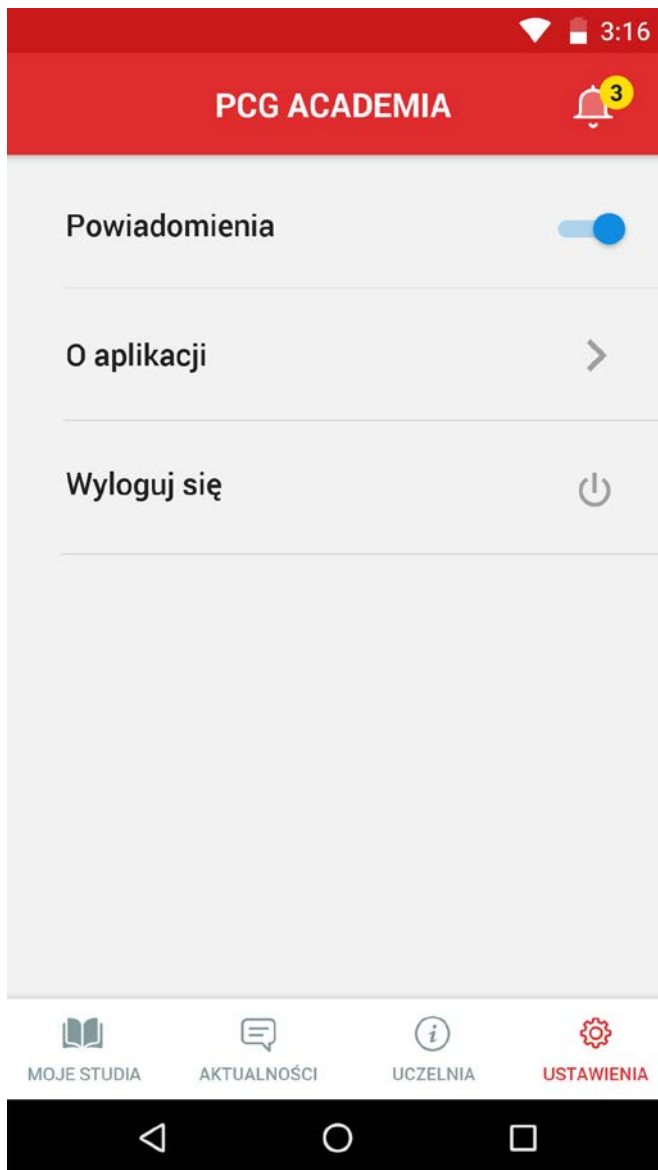 3:16
PCG ACADEMIA
3
Powiadomienia
O aplikacji
Wyloguj się
MOJE STUDIA
AKTUALNOŚCI
UCZELNIA
USTAWIENIA